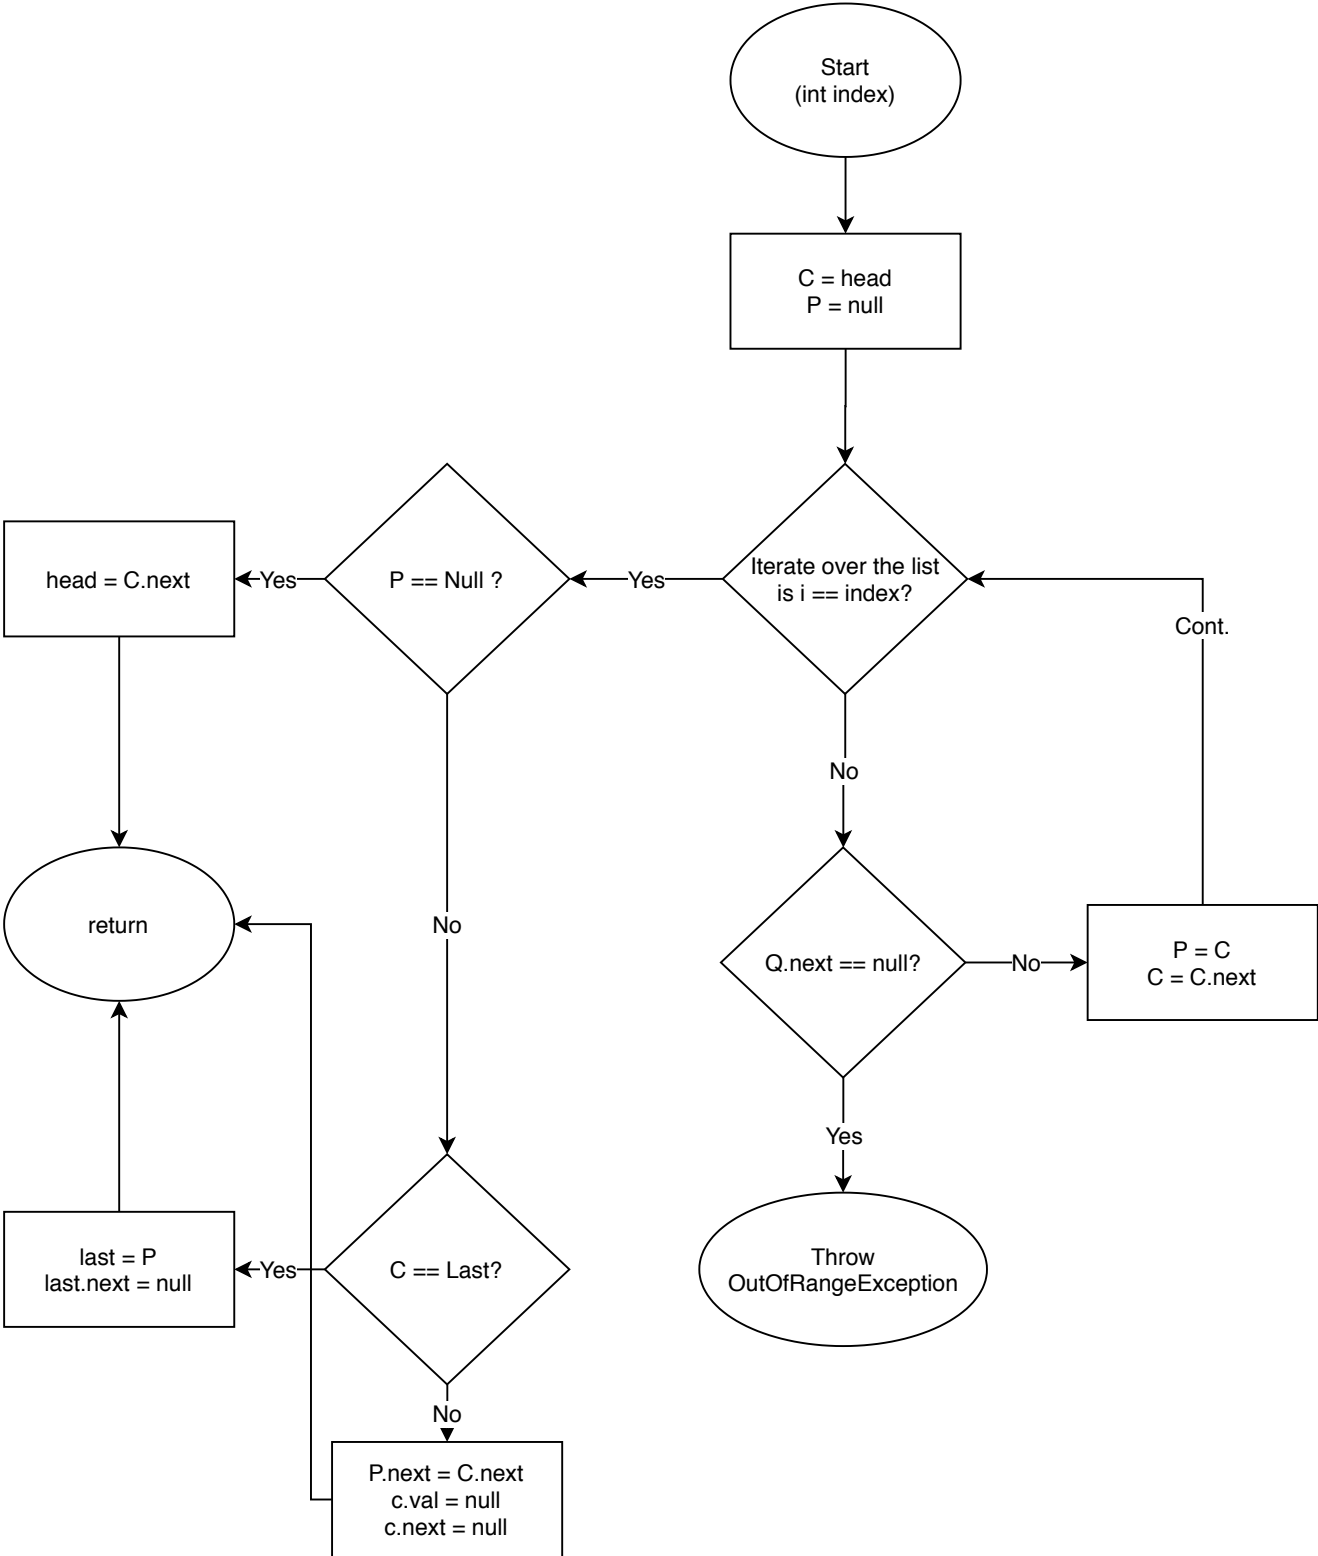 Start
(int index)
C = head
P = null
Iterate over the list
is i == index?
Yes
P == Null ?
Yes
head = C.next
Cont.
No
No
return
Q.next == null?
No
P = C
C = C.next
Yes
Throw
OutOfRangeException
C == Last?
Yes
last = P
last.next = null
No
P.next = C.next
c.val = null
c.next = null